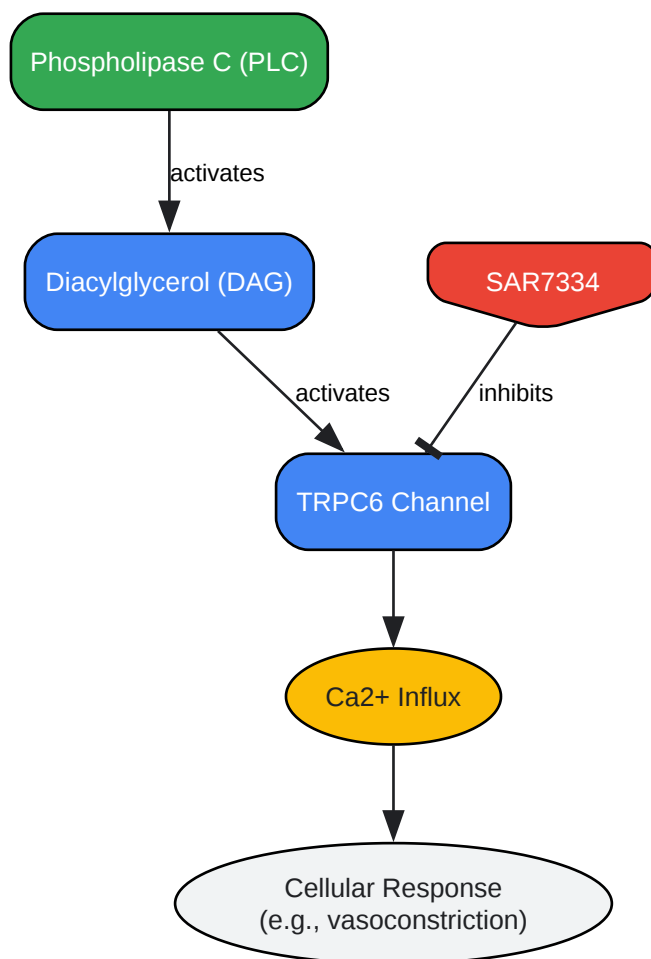 Phospholipase C (PLC)
activates
Diacylglycerol (DAG)
SAR7334
activates
inhibits
TRPC6 Channel
Ca2+ Influx
Cellular Response
(e.g., vasoconstriction)